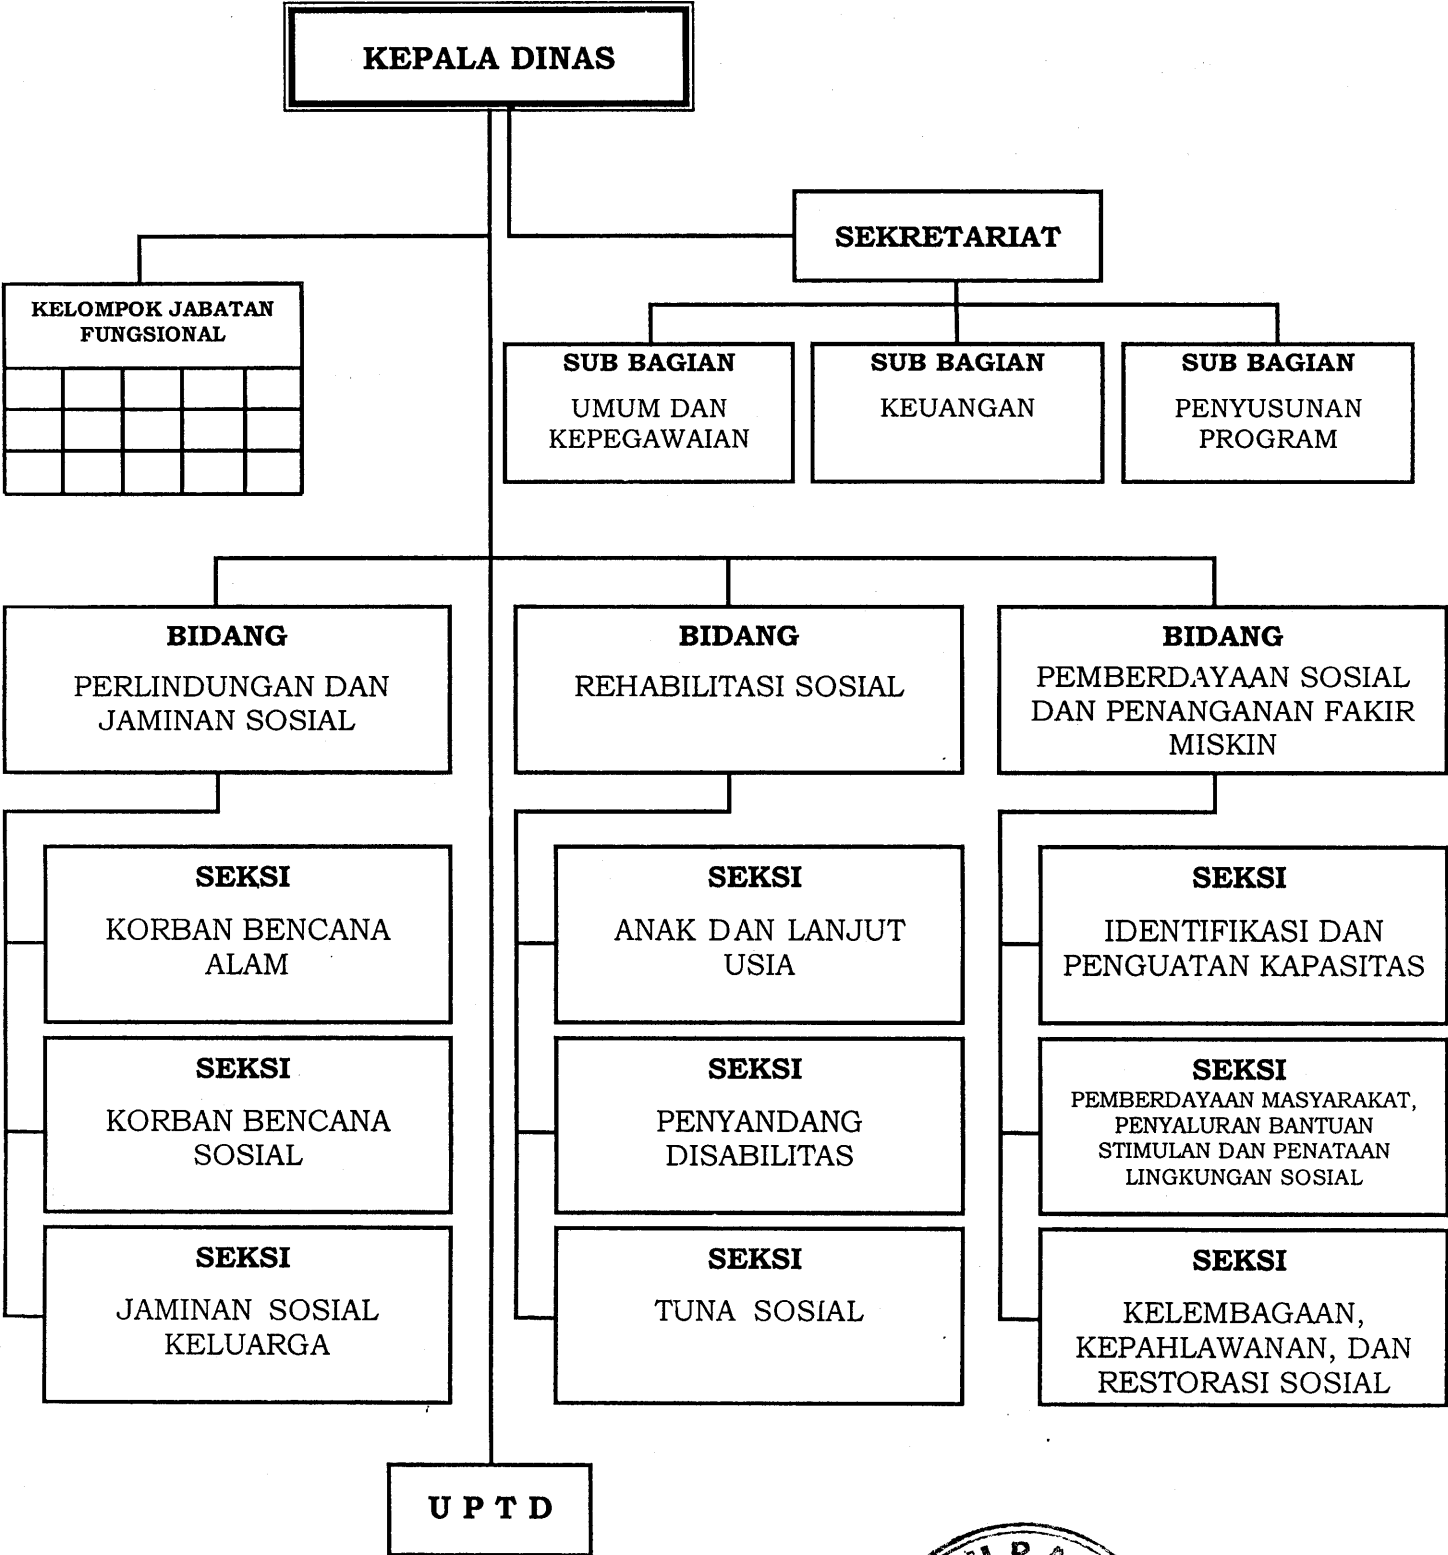 KEPALA DINAS
SEKRETARIAT
KELOMPOK JABATAN
FUNGSIONAL
SUB BAGIAN
UMUM DAN
KEPEGAWAIAN
SUB BAGIAN
KEUANGAN
SUB BAGIAN
PENYUSUNAN
PROGRAM
BIDANG
PERLINDUNGAN DAN
JAMINAN SOSIAL
BIDANG
REHABILITASI SOSIAL
BIDANG
PEMBERDAYAAN SOSIAL
DAN PENANGANAN FAKIR
MISKIN
SEKSI
KORBAN BENCANA
ALAM
SEKSI
ANAK DAN LANJUT
USIA
SEKSI
IDENTIFIKASI DAN
PENGUATAN KAPASITAS
SEKSI
KORBAN BENCANA
SOSIAL
SEKSI
PENYANDANG
DISABILITAS
SEKSI
PEMBERDAYAAN MASYARAKAT,
PENYALURAN BANTUAN
STIMULAN DAN PENATAAN
LINGKUNGAN SOSIAL
SEKSI
JAMINAN SOSIAL
KELUARGA
SEKSI
TUNA SOSIAL
SEKSI
KELEMBAGAAN,
KEPAHLAWANAN, DAN
RESTORASI SOSIAL
U P T D